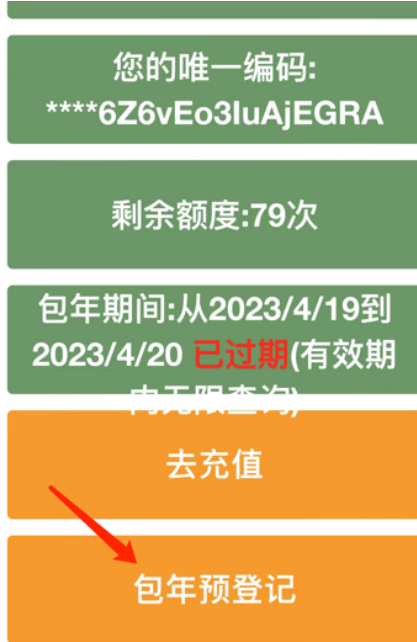 您的唯一编码:
****6Z6vEo3IuAjEGRA
剩余额度:79次
包年期间:从2023/4/19到
2023/4/20 已过期(有效期
内无限查询)
去充值
包年预登记